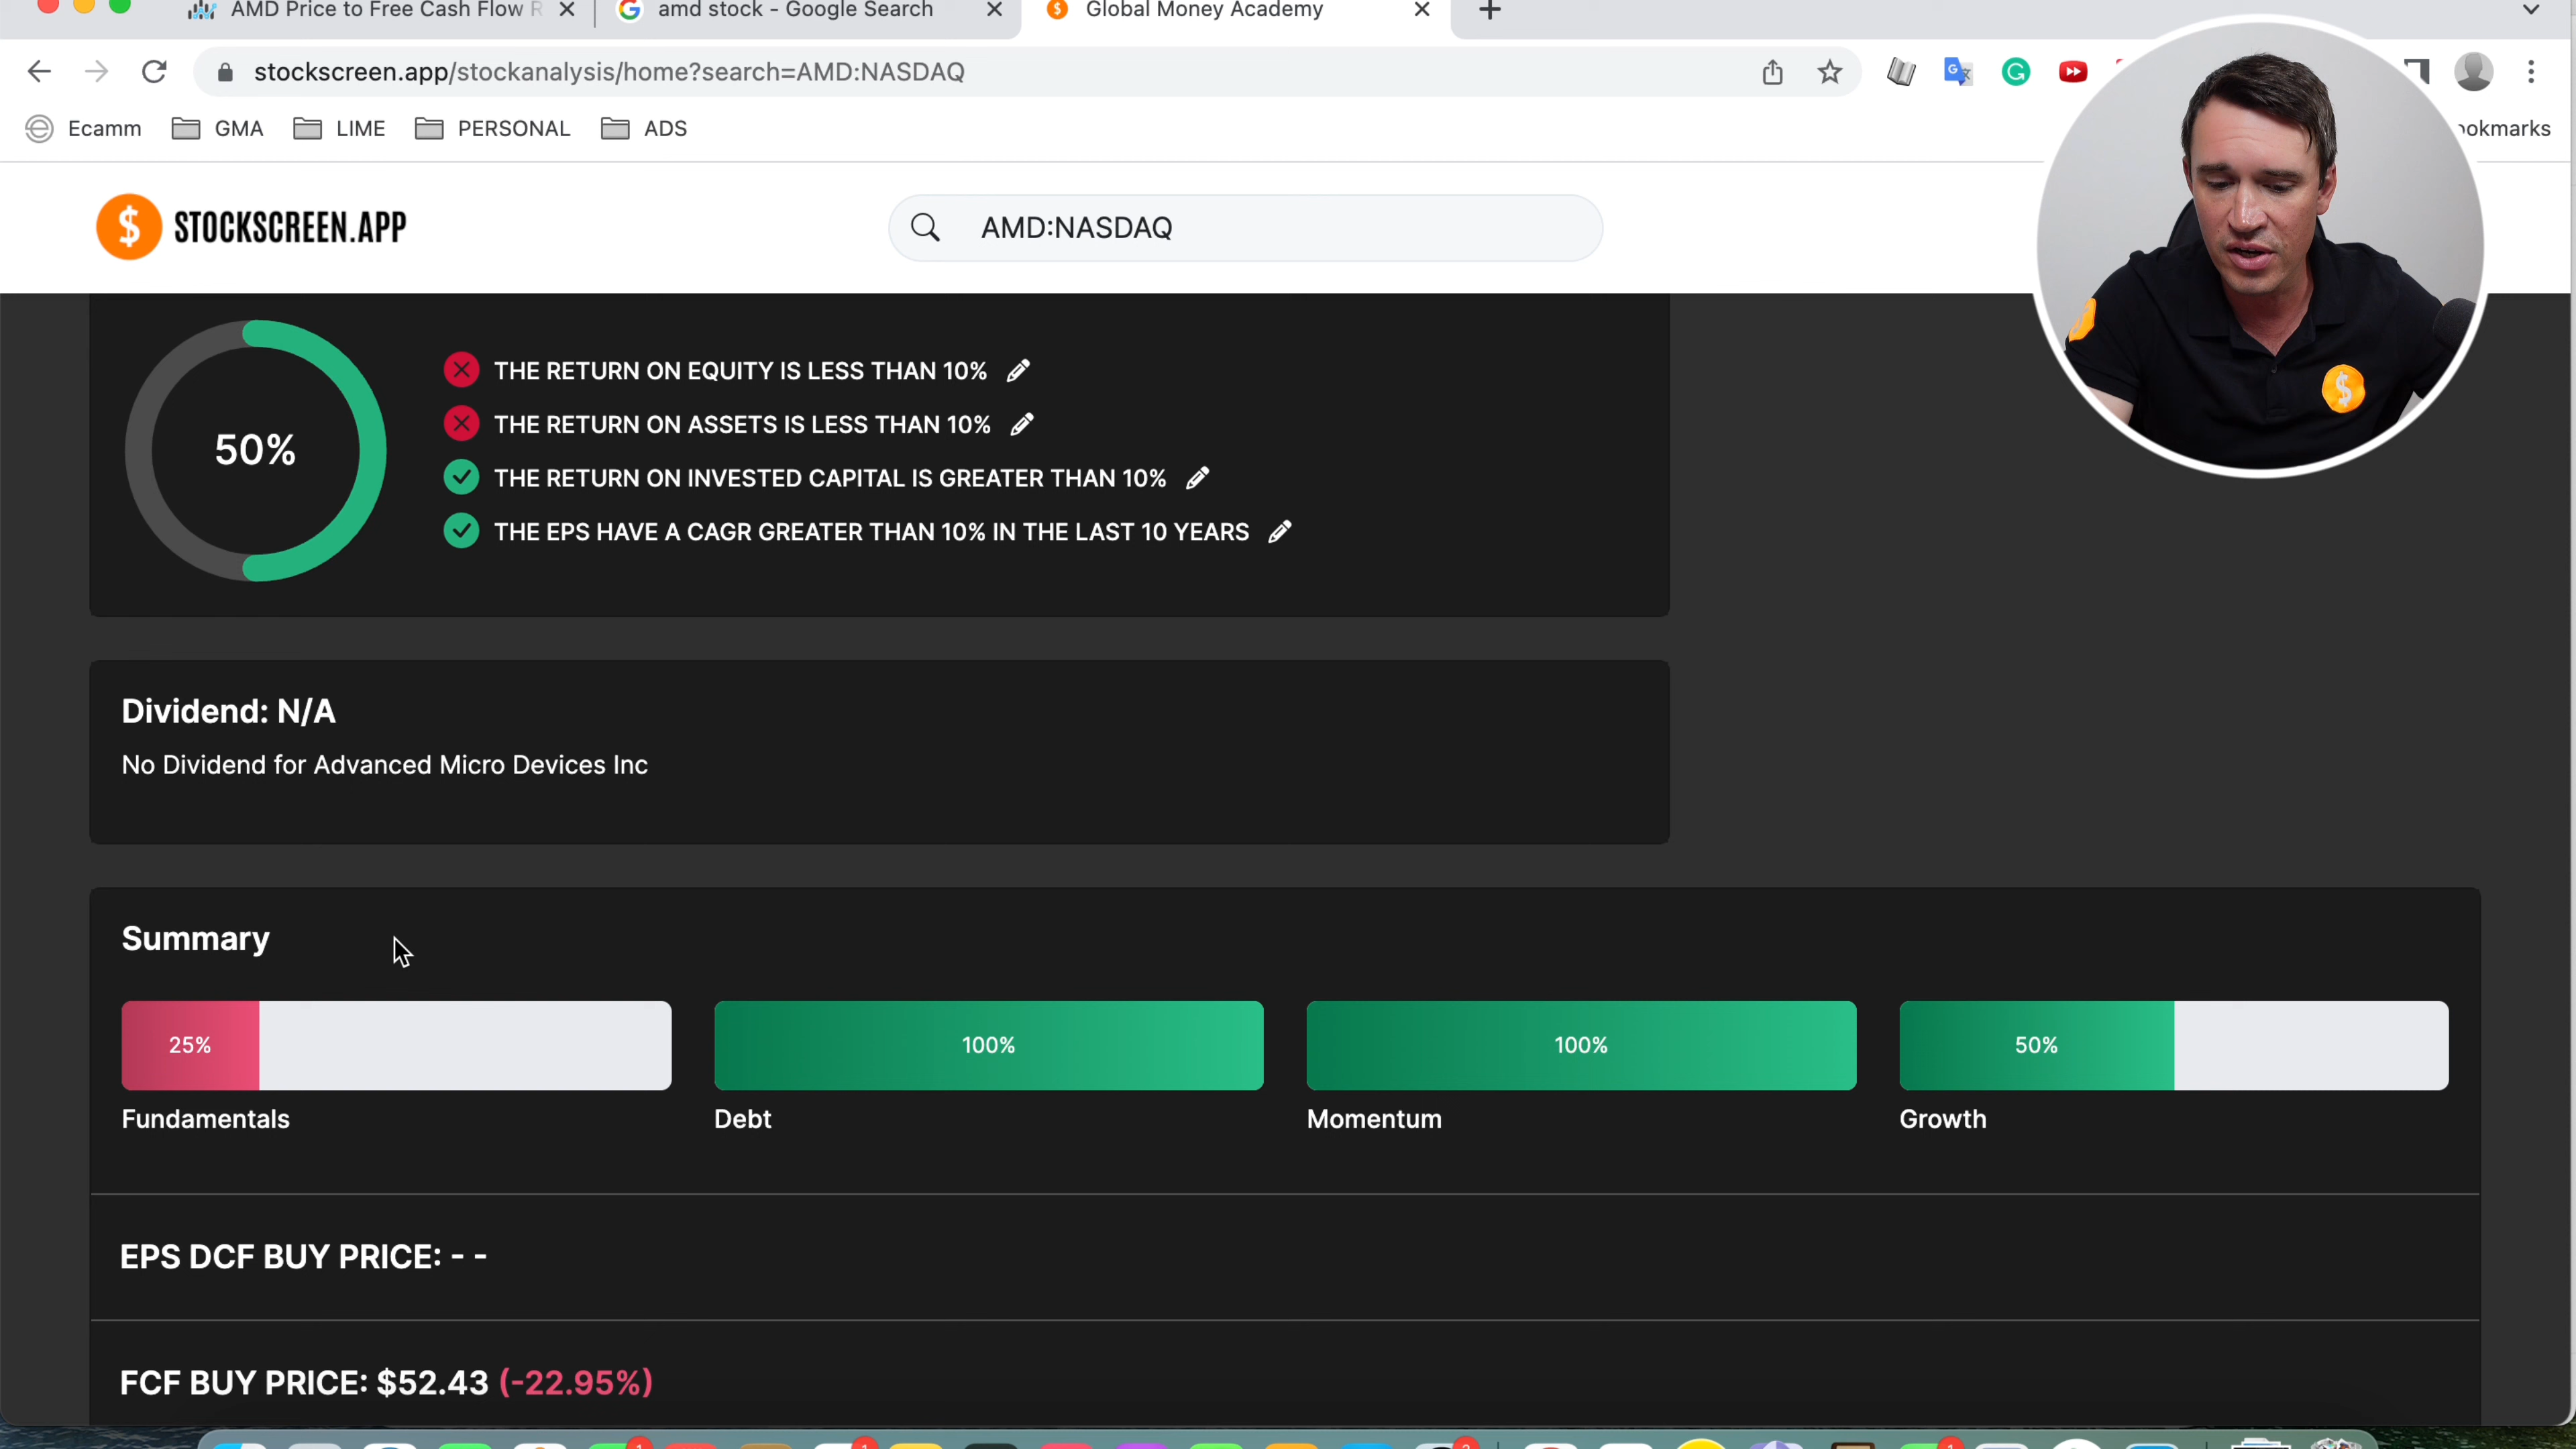 AMD Price to Free Cash Flow R
amd stock - Google Search
Global Money Academy
stockscreen.app/stockanalysis/home?search=AMD:NASDAQ
Ecamm
GMA
LIME
PERSONAL
ADS
ookmarks
STOCKSCREEN.APP
AMD:NASDAQ
50%
THE RETURN ON EQUITY IS LESS THAN 10%
THE RETURN ON ASSETS IS LESS THAN 10%
THE RETURN ON INVESTED CAPITAL IS GREATER THAN 10%
THE EPS HAVE A CAGR GREATER THAN 10% IN THE LAST 10 YEARS
Dividend: N/A
No Dividend for Advanced Micro Devices Inc
Summary
25%
100%
100%
50%
Fundamentals
Debt
Momentum
Growth
EPS DCF BUY PRICE: - -
FCF BUY PRICE: $52.43 (-22.95%)